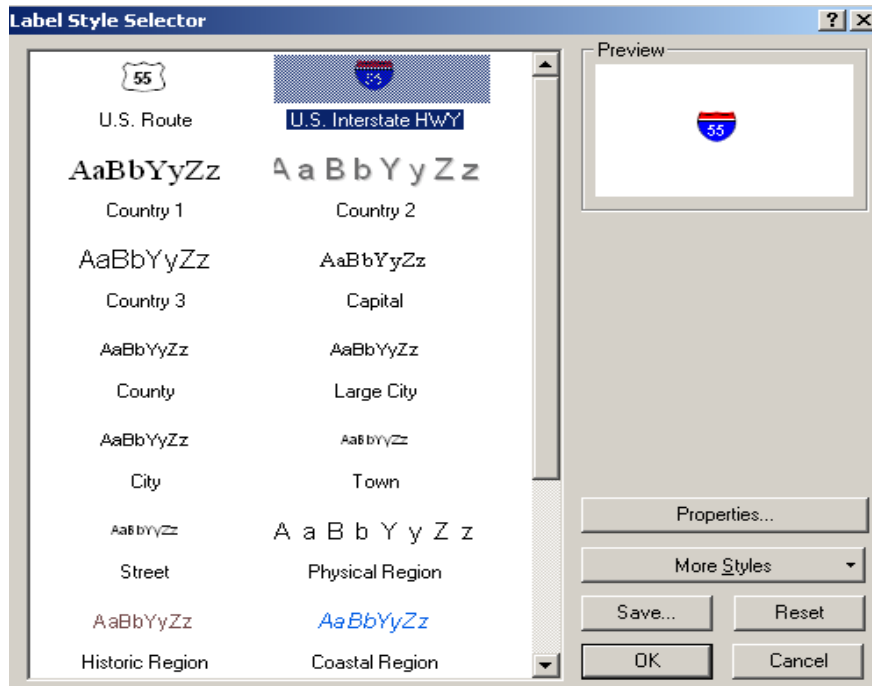 Label Style Selector
?
55
55
U.S. Route
U.S. Interstate HWY
AaBbYyZz
AaBbYyZz
Country 1
Country 2
AaBbYyZz
AaBbYyZz
Country 3
Capital
AaBbYyZz
AaBbYyZz
County
Large City
AaBbYyZz
AaBbYyZz
City
Town
AaBbYyZz
AaBbYyZz
Street
Physical Region
AaBbYyZz
AaBbYyZz
Historic Region
Coastal Region
Preview
55
Properties...
More Styles
Save...
Reset
OK
Cancel